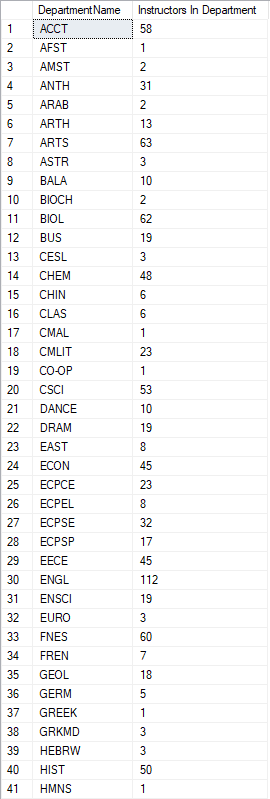 DepartmentName Instructors In Department
1 ACCT 58
2 AFST 1
3 AMST 2
4 ANTH 31
5 ARAB 2
6 ARTH 13
7 ARTS 63
8 ASTR 3
9 BALA 10
10 BIOCH 2
11 BIOL 62
12 BUS 19
13 CESL 3
14 CHEM 48
15 CHIN 6
16 CLAS 6
17 CMAL 1
18 CMLIT 23
19 CO-OP 1
20 CSCI 53
21 DANCE 10
22 DRAM 19
23 EAST 8
24 ECON 45
25 ECPCE 23
26 ECPEL 8
27 ECPSE 32
28 ECPSP 17
29 EECE 45
30 ENGL 112
31 ENSCI 19
32 EURO 3
33 FNES 60
34 FREN 7
35 GEOL 18
36 GERM 5
37 GREEK 1
38 GRKMD 3
39 HEBRW 3
40 HIST 50
41 HMNS 1